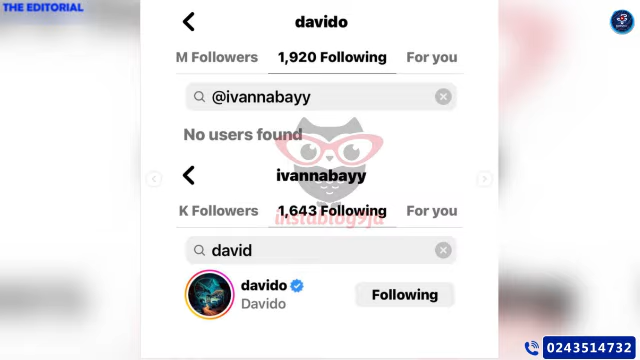 THE EDITORIAL
davido
M Followers 1,920 Following For you
@ivannabayy
No users found
ivannabayy
K Followers 1,643 Following For you
instablog9ja
david
davido
Davido Following
0243514732